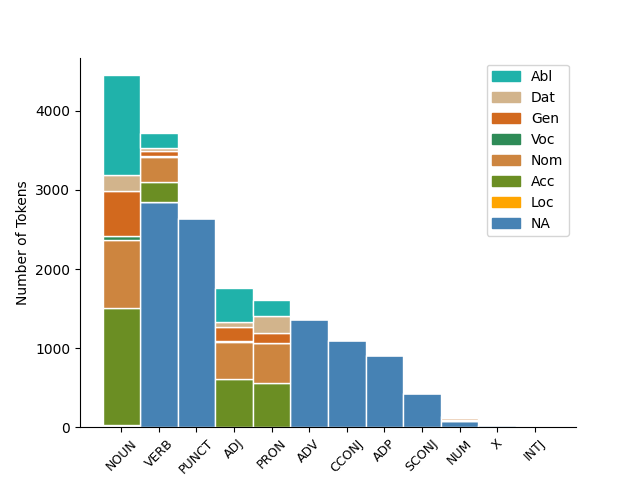 Abl
Dat
Gen
Voc
Nom
Acc
Loc
NA
Number of Tokens
4000
3000
2000
1000
0
NOUN
VERB
PUNCT
ADJ
PRON
ADV
CCONJ
ADP
SCONJ
NUM
X
INTJ